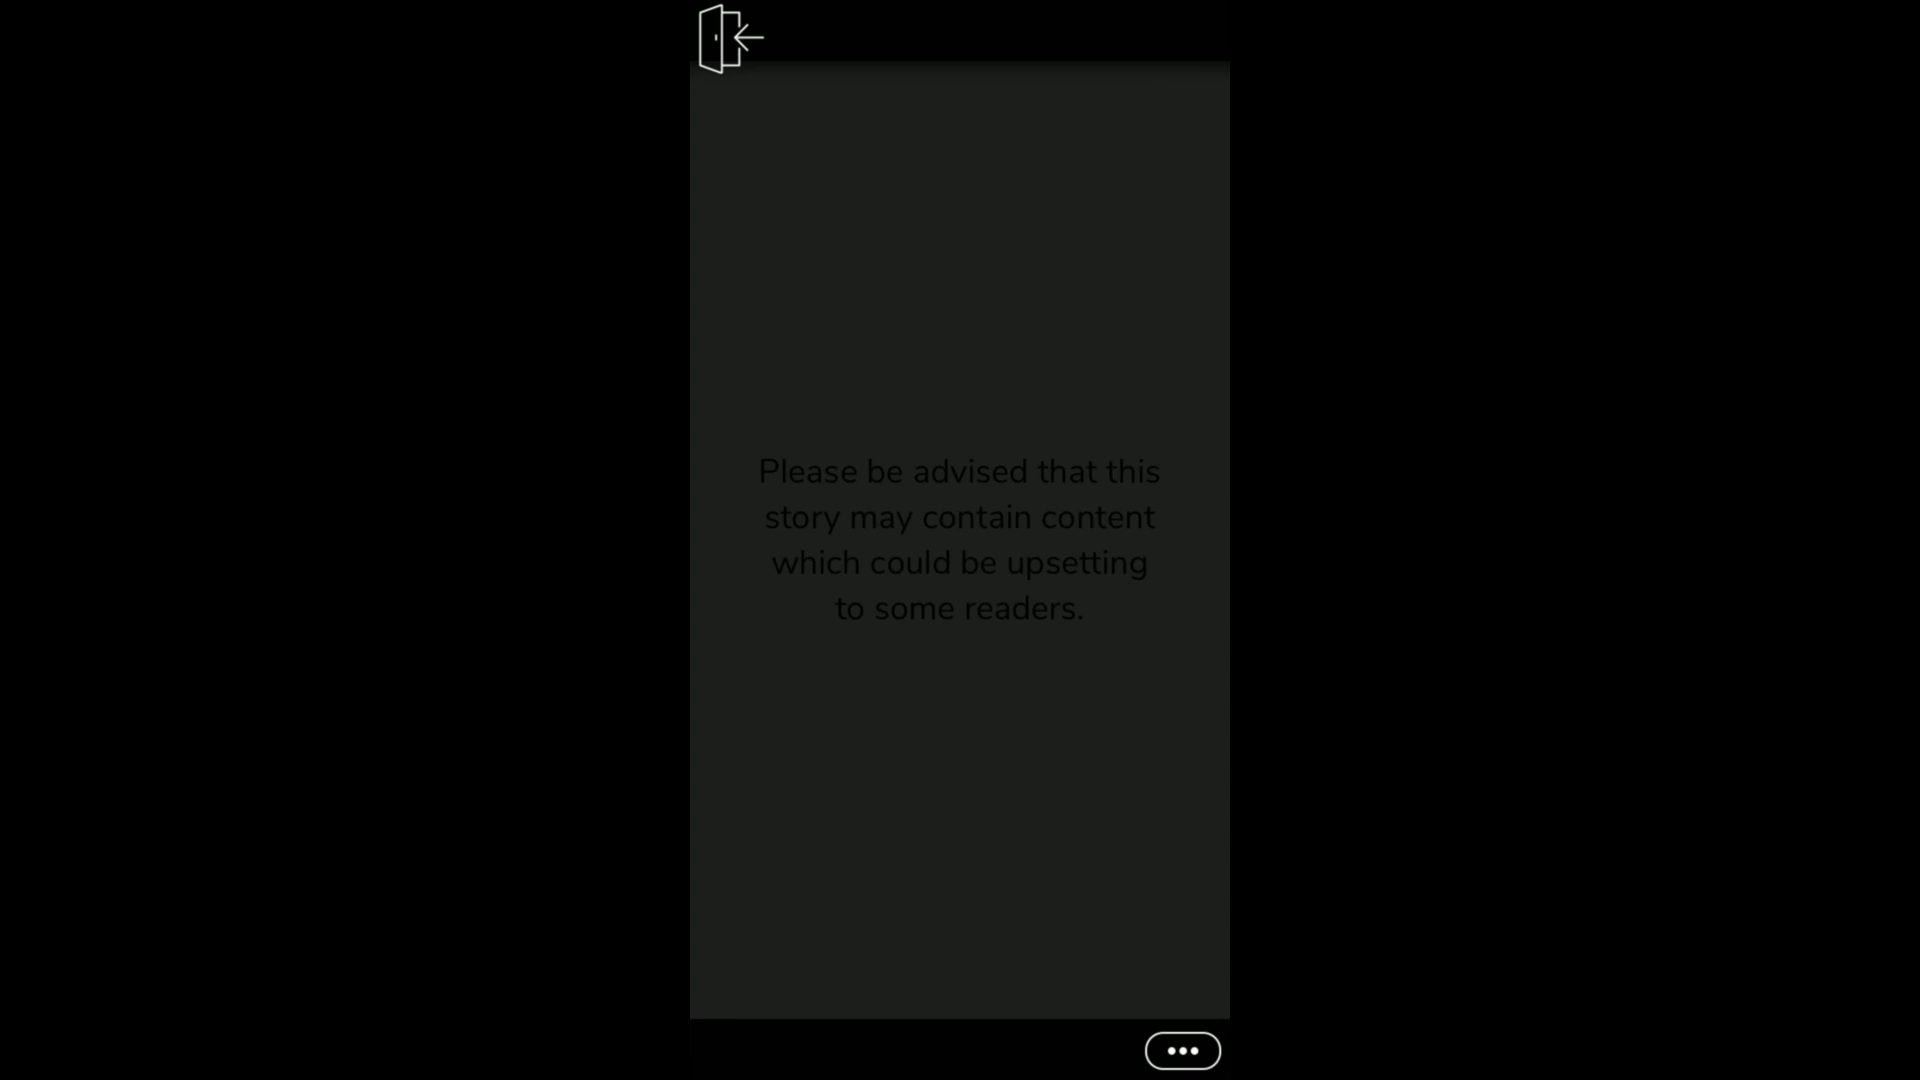 Please be advised that this
story may contain content
which could be upsetting
to some readers.